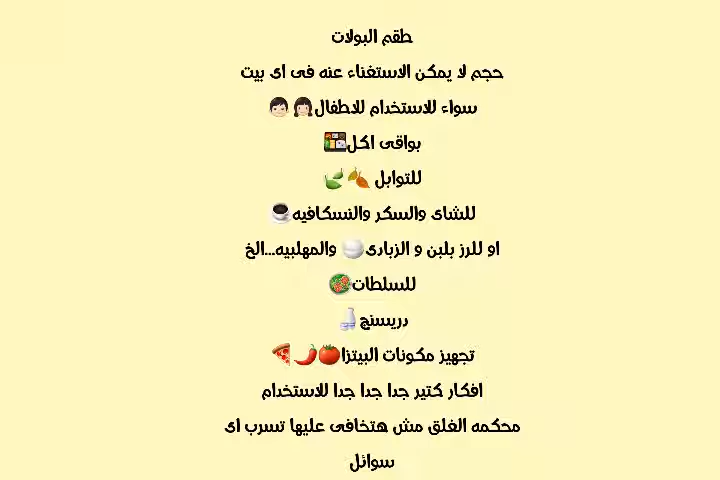 طقم البولات
حجم لا يمكن الاستغناء عنه فى اى بيت
سواء للاستخدام للاطفال👧🏻👦🏻
بواقى اكل🍱
للتوابل 🍂🍃
للشاى والسكر والنسكافيه☕
او للرز بلبن و الزبادى⚪ والمهلبيه...الخ
للسلطات🥗
دريسنج🍶
تجهيز مكونات البيتزا🍅🌶️🍕
افكار كتير جدا جدا جدا للاستخدام
محكمه الغلق مش هتخافى عليها تسرب اى
سوائل